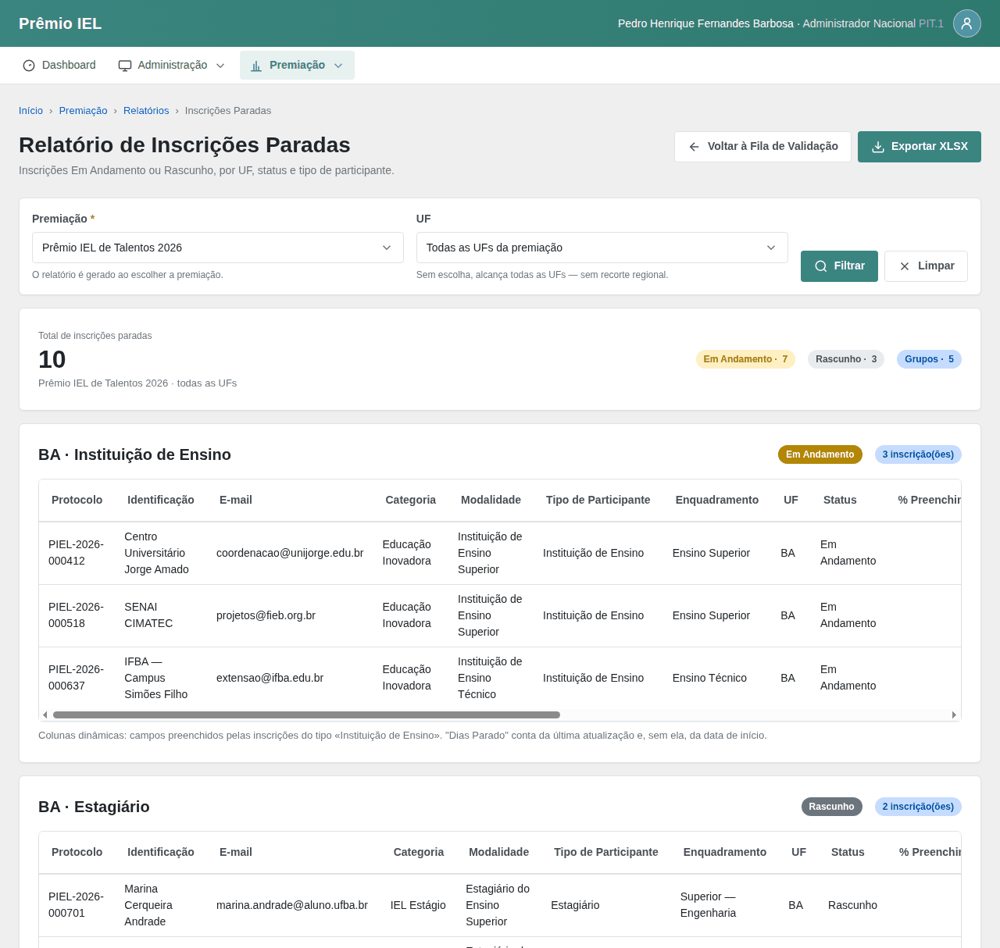 Prêmio IEL
Pedro Henrique Fernandes Barbosa · Administrador Nacional PIT.1
Dashboard
Administração
Premiação
Início › Premiação › Relatórios › Inscrições Paradas
Relatório de Inscrições Paradas
Voltar à Fila de Validação
Exportar XLSX
Inscrições Em Andamento ou Rascunho, por UF, status e tipo de participante.
Premiação *
UF
Prêmio IEL de Talentos 2026
Todas as UFs da premiação
Filtrar
Limpar
O relatório é gerado ao escolher a premiação.
Sem escolha, alcança todas as UFs — sem recorte regional.
Total de inscrições paradas
10
Em Andamento · 7
Rascunho · 3
Grupos · 5
Prêmio IEL de Talentos 2026 · todas as UFs
BA · Instituição de Ensino
Em Andamento
3 inscrição(ões)
Protocolo Identificação E-mail Categoria Modalidade Tipo de Participante Enquadramento UF Status % Preenchir
PIEL-2026-
000412
Centro
Universitário
Jorge Amado
coordenacao@unijorge.edu.br
Educação
Inovadora
Instituição de
Ensino
Superior
Instituição de Ensino
Ensino Superior
BA
Em
Andamento
PIEL-2026-
000518
SENAI
CIMATEC
projetos@fieb.org.br
Educação
Inovadora
Instituição de
Ensino
Superior
Instituição de Ensino
Ensino Superior
BA
Em
Andamento
PIEL-2026-
000637
IFBA —
Campus
Simões Filho
extensao@ifba.edu.br
Educação
Inovadora
Instituição de
Ensino
Técnico
Instituição de Ensino
Ensino Técnico
BA
Em
Andamento
Colunas dinâmicas: campos preenchidos pelas inscrições do tipo «Instituição de Ensino». "Dias Parado" conta da última atualização e, sem ela, da data de início.
BA · Estagiário
Rascunho
2 inscrição(ões)
Protocolo Identificação E-mail Categoria Modalidade Tipo de Participante Enquadramento UF Status % Preenchir
PIEL-2026-
000701
Marina
Cerqueira
Andrade
marina.andrade@aluno.ufba.br
IEL Estágio
Estagiário do
Ensino
Superior
Estagiário
Superior —
Engenharia
BA
Rascunho